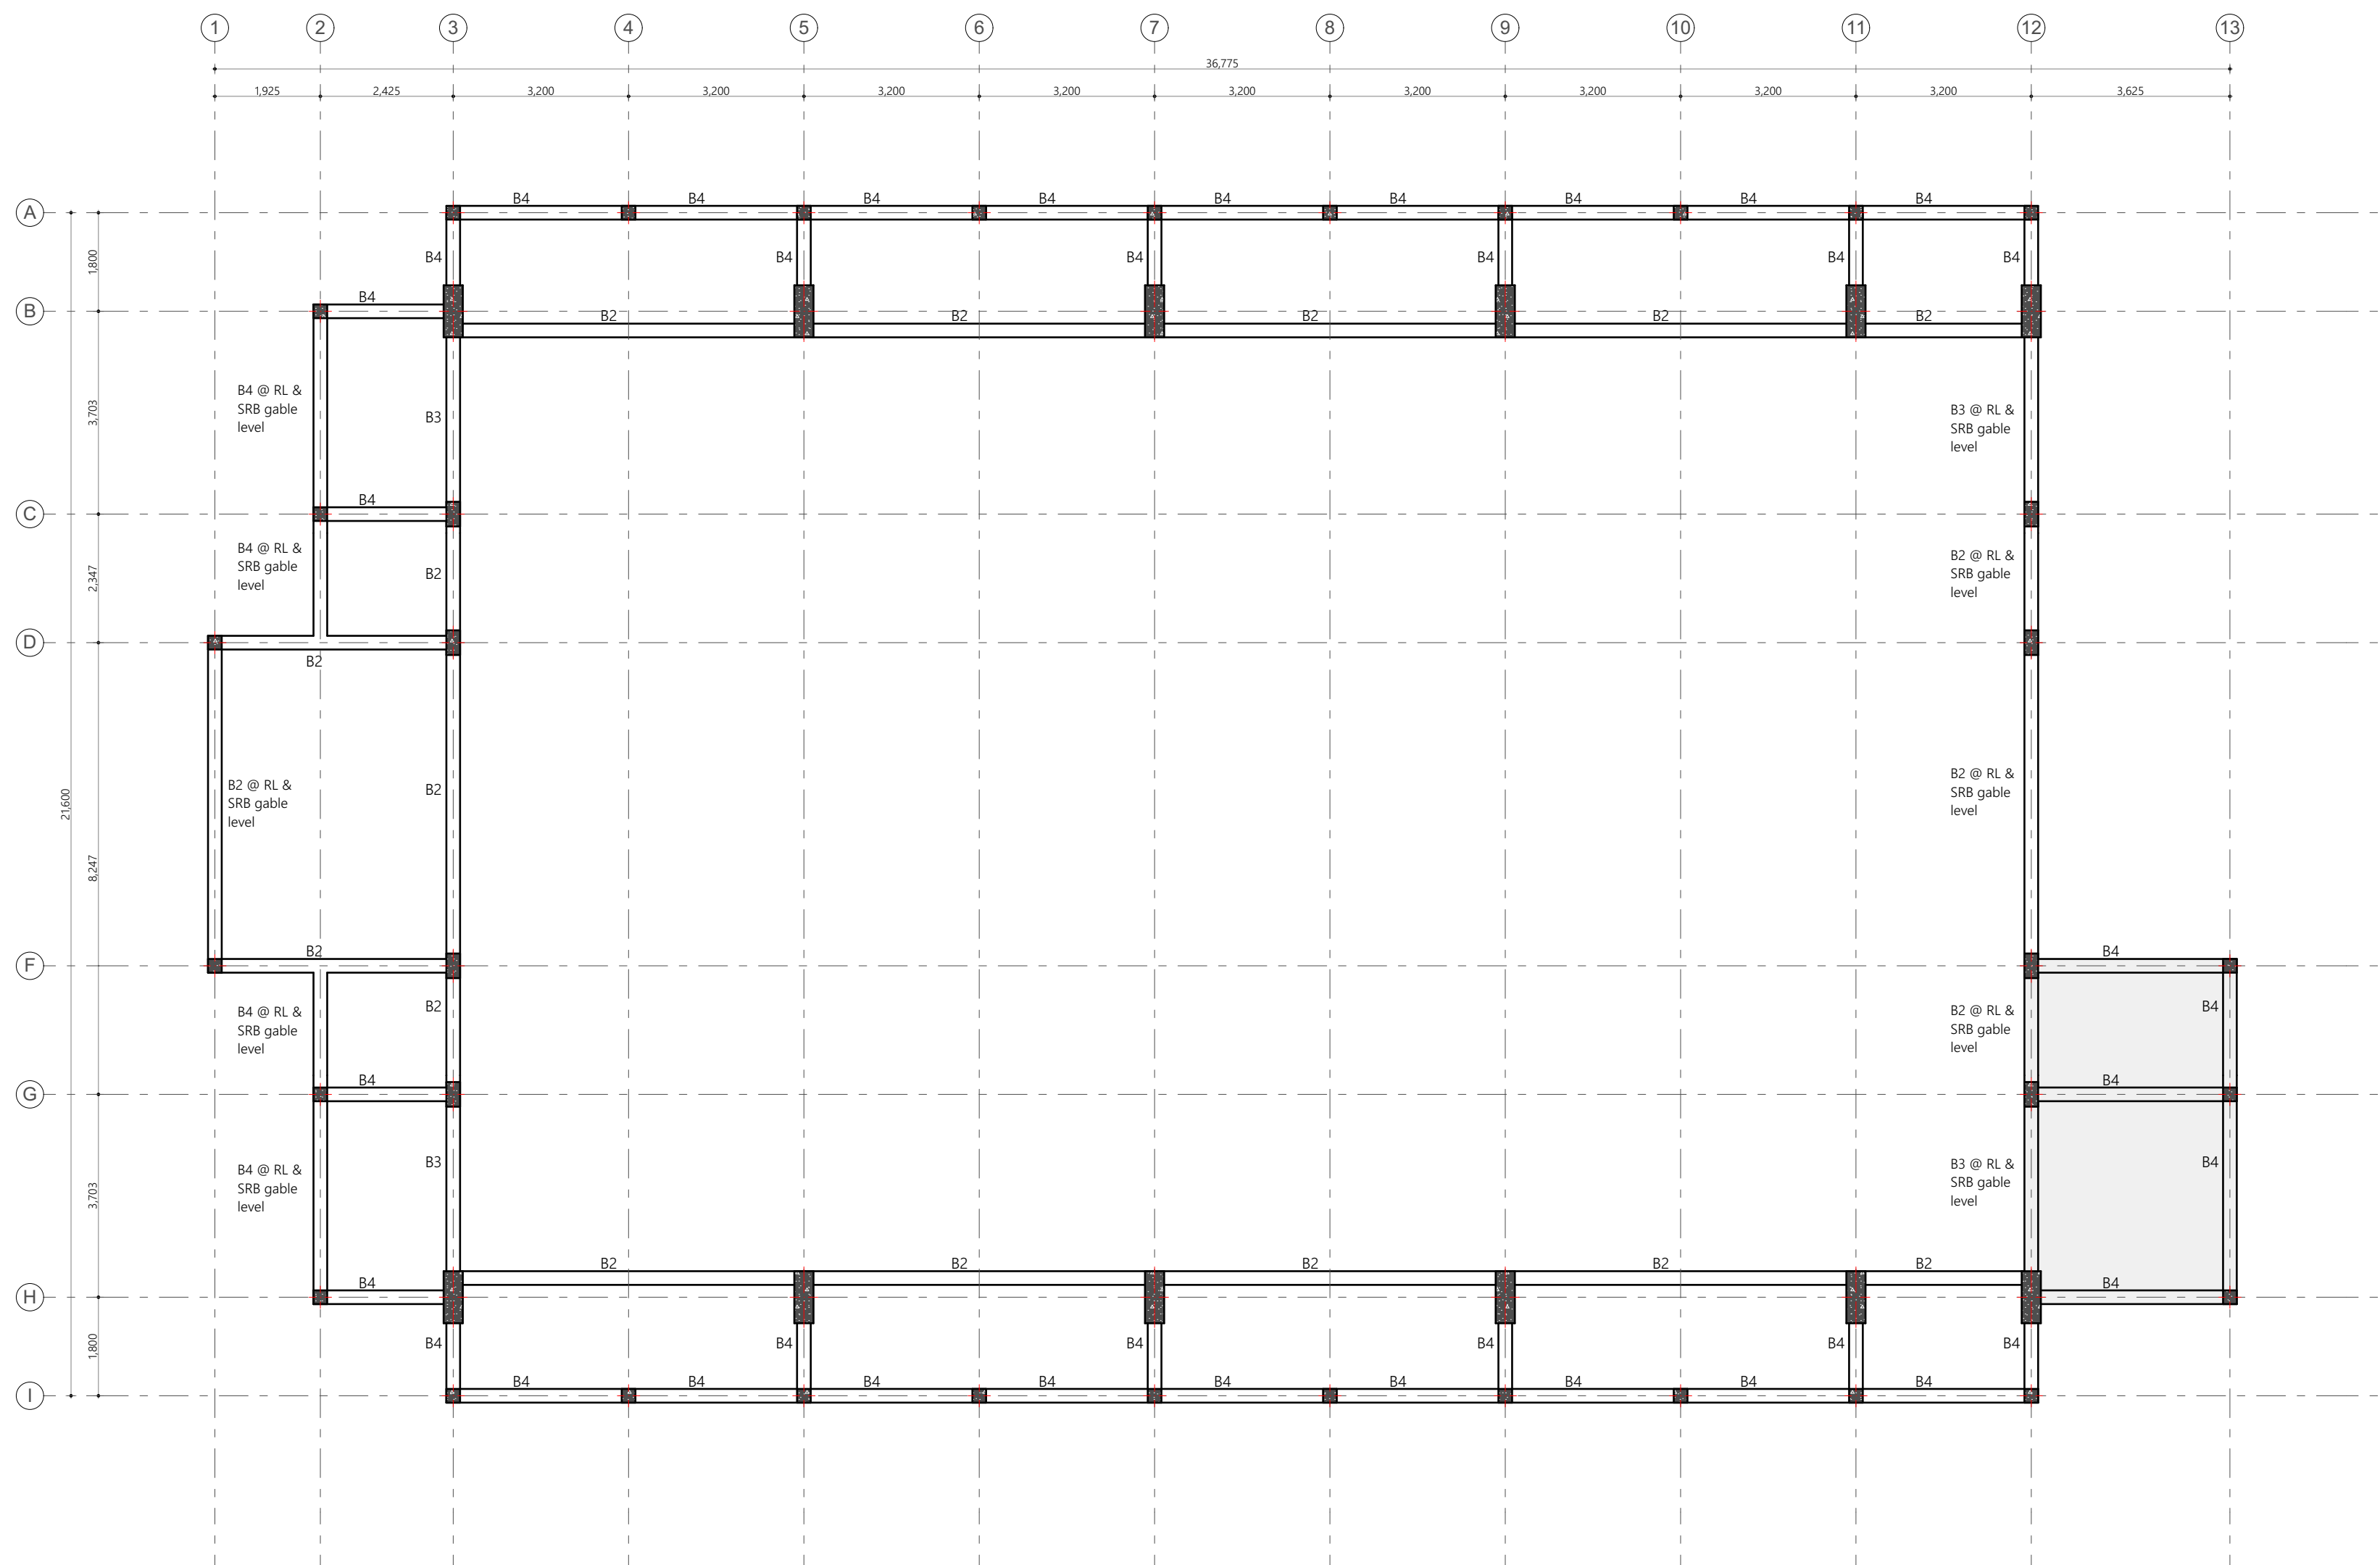 1 2 3 4 5 6 7 8 9 10 11 12 13
36,775
1,925 2,425 3,200 3,200 3,200 3,200 3,200 3,200 3,200 3,200 3,200 3,625
B4 B4 B4 B4 B4 B4 B4 B4 B4
A
1,800
B4 B4 B4 B4 B4 B4
B4
B
B2 B2 B2 B2 B2
3,703
B4 @ RL &
SRB gable
level
B3
B3 @ RL &
SRB gable
level
B4
C
2,347
B4 @ RL &
SRB gable
level
B2
B2 @ RL &
SRB gable
level
D
B2
21,600
8,247
B2 @ RL &
SRB gable
level
B2
B2 @ RL &
SRB gable
level
B2
B4
F
B4 @ RL &
SRB gable
level
B2
B2 @ RL &
SRB gable
level
B4
B4
B4
G
3,703
B4 @ RL &
SRB gable
level
B3
B3 @ RL &
SRB gable
level
B4
B2 B2 B2 B2 B2
B4
B4
H
1,800
B4 B4 B4 B4 B4 B4
B4 B4 B4 B4 B4 B4 B4 B4 B4
I